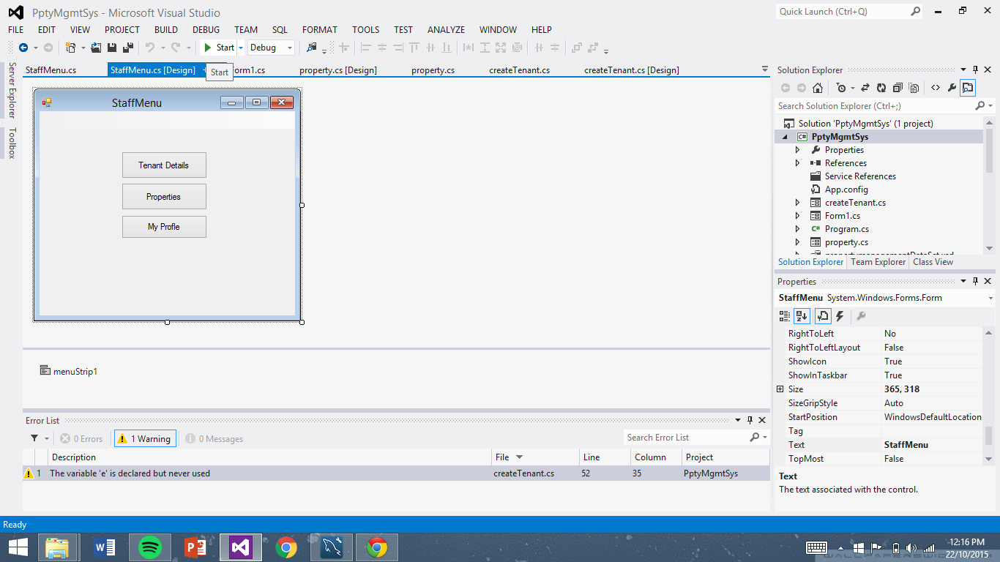 PptyMgmtSys - Microsoft Visual Studio
Quick Launch (Ctrl+Q)
FILE EDIT VIEW PROJECT BUILD DEBUG TEAM SQL FORMAT TOOLS TEST ANALYZE WINDOW HELP
Start Debug
Server Explorer
Toolbox
StaffMenu.cs StaffMenu.cs [Design] Form1.cs property.cs [Design] property.cs createTenant.cs createTenant.cs [Design]
Start
StaffMenu
Tenant Details
Properties
My Profle
menuStrip1
Solution Explorer
Search Solution Explorer (Ctrl+;)
Solution 'PptyMgmtSys' (1 project)
C# PptyMgmtSys
Properties
References
Service References
App.config
createTenant.cs
Form1.cs
C# Program.cs
property.cs
Solution Explorer Team Explorer Class View
Properties
StaffMenu System.Windows.Forms.Form
RightToLeft No
RightToLeftLayout False
ShowIcon True
ShowInTaskbar True
Size 365, 318
SizeGripStyle Auto
StartPosition WindowsDefaultLocation
Tag
Text StaffMenu
TopMost False
Text
The text associated with the control.
Error List
0 Errors 1 Warning 0 Messages
Search Error List
Description File Line Column Project
1 The variable 'e' is declared but never used createTenant.cs 52 35 PptyMgmtSys
Ready
12:16 PM
22/10/2015